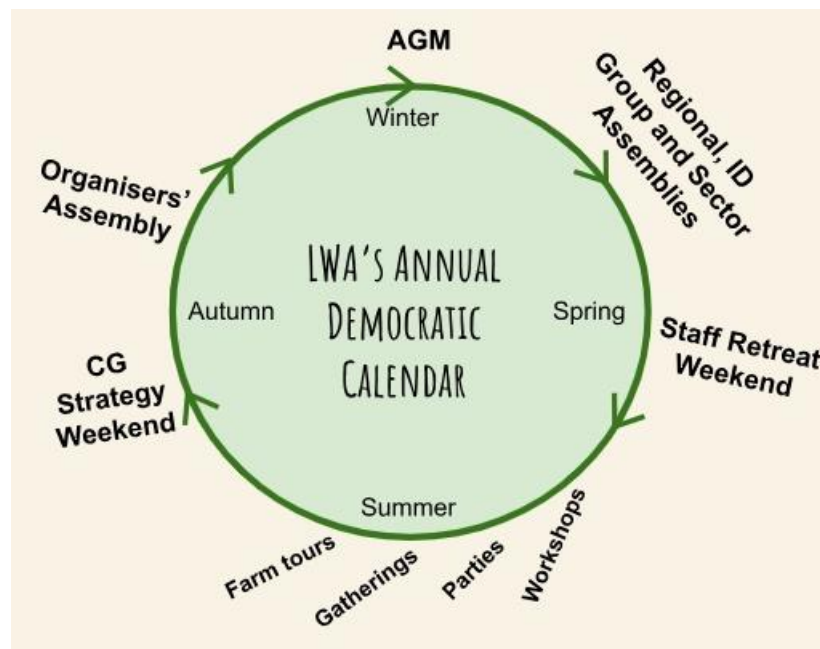 AGM
Regional, ID
Group and Sector
Assemblies
Winter
Organisers’
Assembly
LWA’s Annual
Democratic
Calendar
Autumn
Spring
Staff Retreat
Weekend
CG
Strategy
Weekend
Summer
Farm tours
Gatherings
Parties
Workshops